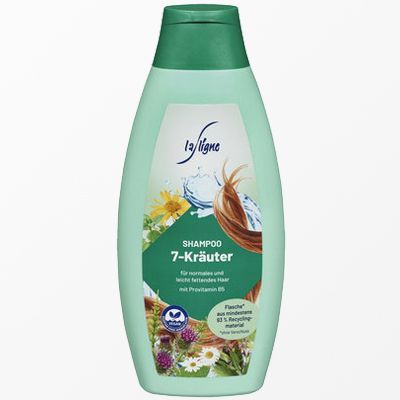 la ligne
SHAMPOO
7-Kräuter
für normales und
leicht fettendes Haar
mit Provitamin B5
VEGAN
Flasche*
aus mindestens
93 % Recycling-
material
*ohne Verschluss